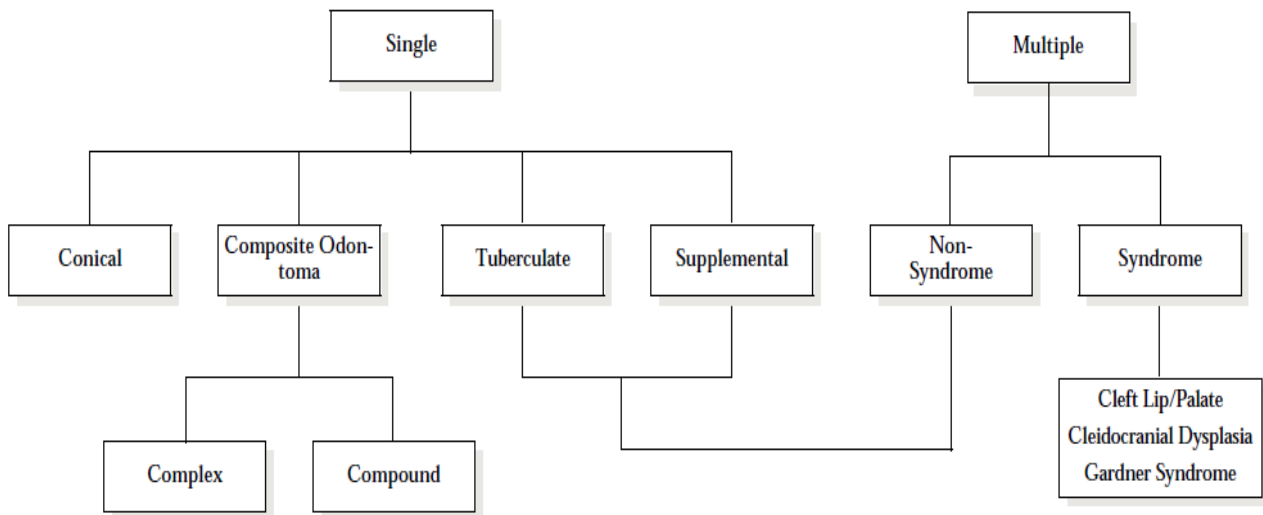 Single
Multiple
Conical
Composite Odon-
toma
Tuberculate
Supplemental
Non-
Syndrome
Syndrome
Complex
Compound
Cleft Lip/Palate
Cleidocranial Dysplasia
Gardner Syndrome